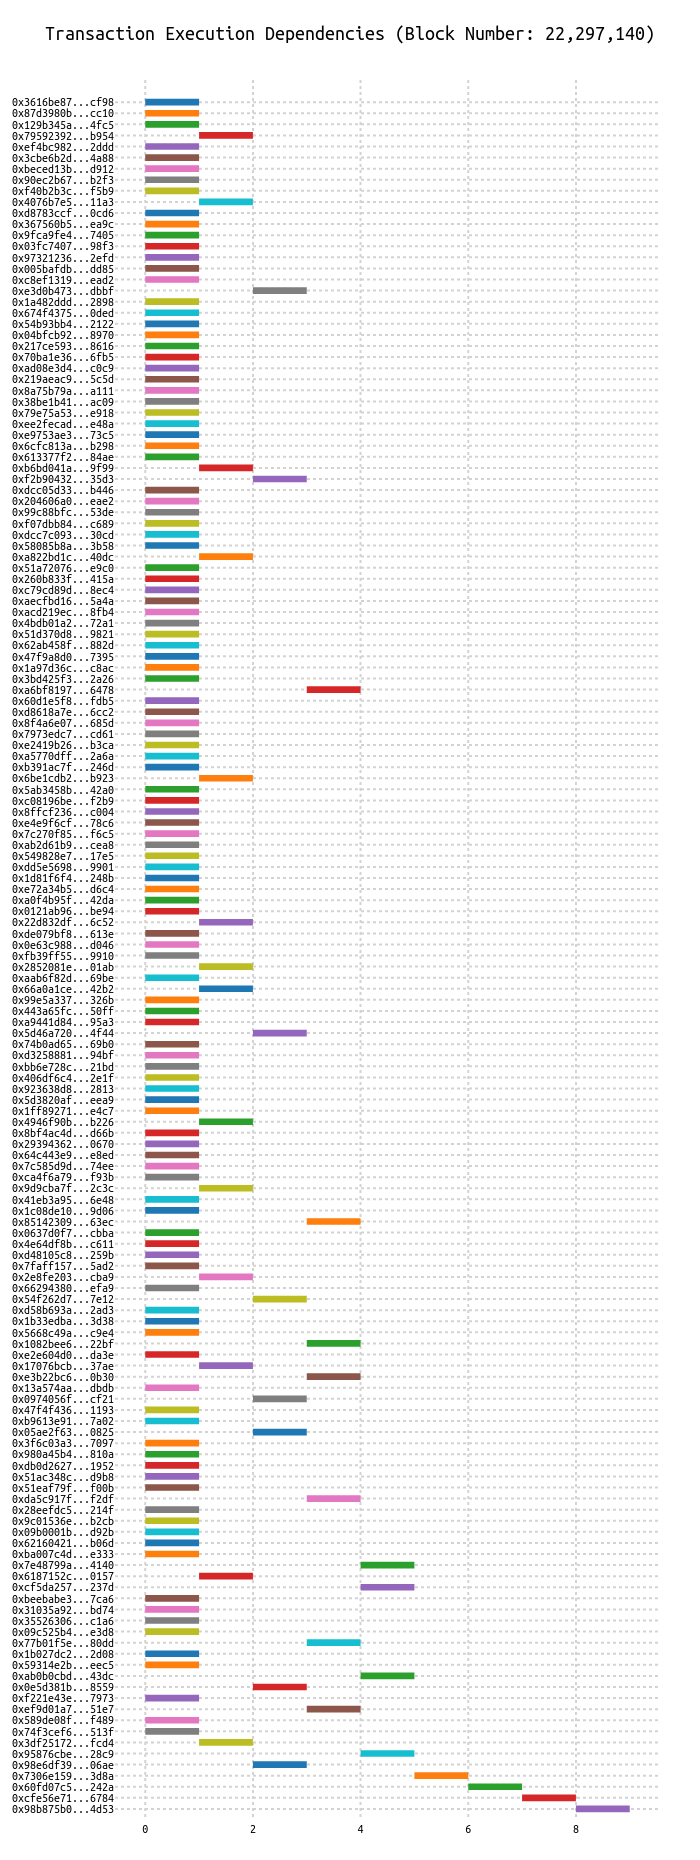 Transaction Execution Dependencies (Block Number: 22,297,140)
0x3616be87...cf98
0x87d3980b...cc10
0x129b345a...4fc5
0x79592392...b954
0xef4bc982...2ddd
0x3cbe6b2d...4a88
0xbeced13b...d912
0x90ec2b67...b2f3
0xf40b2b3c...f5b9
0x4076b7e5...11a3
0xd8783ccf...0cd6
0x367560b5...ea9c
0x9fca9fe4...7405
0x03fc7407...98f3
0x97321236...2efd
0x005bafdb...dd85
0xc8ef1319...ead2
0xe3d0b473...dbbf
0x1a482ddd...2898
0x674f4375...0ded
0x54b93bb4...2122
0x04bfcb92...8970
0x217ce593...8616
0x70ba1e36...6fb5
0xad08e3d4...c0c9
0x219aeac9...5c5d
0x8a75b79a...a111
0x38be1b41...ac09
0x79e75a53...e918
0xee2fecad...e48a
0xe9753ae3...73c5
0x6cfc813a...b298
0x613377f2...84ae
0xb6bd041a...9f99
0xf2b90432...35d3
0xdcc05d33...b446
0x204606a0...eae2
0x99c88bfc...53de
0xf07dbb84...c689
0xdcc7c093...30cd
0x58085b8a...3b58
0xa822bd1c...40dc
0x51a72076...e9c0
0x260b833f...415a
0xc79cd89d...8ec4
0xaecfbd16...5a4a
0xacd219ec...8fb4
0x4bdb01a2...72a1
0x51d370d8...9821
0x62ab458f...882d
0x47f9a8d0...7395
0x1a97d36c...c8ac
0x3bd425f3...2a26
0xa6bf8197...6478
0x60d1e5f8...fdb5
0xd8618a7e...6cc2
0x8f4a6e07...685d
0x7973edc7...cd61
0xe2419b26...b3ca
0xa5770dff...2a6a
0xb391ac7f...246d
0x6be1cdb2...b923
0x5ab3458b...42a0
0xc08196be...f2b9
0x8ffcf236...c004
0xe4e9f6cf...78c6
0x7c270f85...f6c5
0xab2d61b9...cea8
0x549828e7...17e5
0xdd5e5698...9901
0x1d81f6f4...248b
0xe72a34b5...d6c4
0xa0f4b95f...42da
0x0121ab96...be94
0x22d832df...6c52
0xde079bf8...613e
0x0e63c988...d046
0xfb39ff55...9910
0x2852081e...01ab
0xaab6f82d...69be
0x66a0a1ce...42b2
0x99e5a337...326b
0x443a65fc...50ff
0xa9441d84...95a3
0x5d46a720...4f44
0x74b0ad65...69b0
0xd3258881...94bf
0xbb6e728c...21bd
0x406df6c4...2e1f
0x923638d8...2813
0x5d3820af...eea9
0x1ff89271...e4c7
0x4946f90b...b226
0x8bf4ac4d...d66b
0x29394362...0670
0x64c443e9...e8ed
0x7c585d9d...74ee
0xca4f6a79...f93b
0x9d9cba7f...2c3c
0x41eb3a95...6e48
0x1c08de10...9d06
0x85142309...63ec
0x0637d0f7...cbba
0x4e64df8b...c611
0xd48105c8...259b
0x7faff157...5ad2
0x2e8fe203...cba9
0x66294380...efa9
0x54f262d7...7e12
0xd58b693a...2ad3
0x1b33edba...3d38
0x5668c49a...c9e4
0x1082bee6...22bf
0xe2e604d0...da3e
0x17076bcb...37ae
0xe3b22bc6...0b30
0x13a574aa...dbdb
0x0974056f...cf21
0x47f4f436...1193
0xb9613e91...7a02
0x05ae2f63...0825
0x3f6c03a3...7097
0x980a45b4...810a
0xdb0d2627...1952
0x51ac348c...d9b8
0x51eaf79f...f00b
0xda5c917f...f2df
0x28eefdc5...214f
0x9c01536e...b2cb
0x09b0001b...d92b
0x62160421...b06d
0xba007c4d...e333
0x7e48799a...4140
0x6187152c...0157
0xcf5da257...237d
0xbeebabe3...7ca6
0x31035a92...bd74
0x35526306...c1a6
0x09c525b4...e3d8
0x77b01f5e...80dd
0x1b027dc2...2d08
0x59314e2b...eec5
0xab0b0cbd...43dc
0x0e5d381b...8559
0xf221e43e...7973
0xef9d01a7...51e7
0x589de08f...f489
0x74f3cef6...513f
0x3df25172...fcd4
0x95876cbe...28c9
0x98e6df39...06ae
0x7306e159...3d8a
0x60fd07c5...242a
0xcfe56e71...6784
0x98b875b0...4d53
0 2 4 6 8